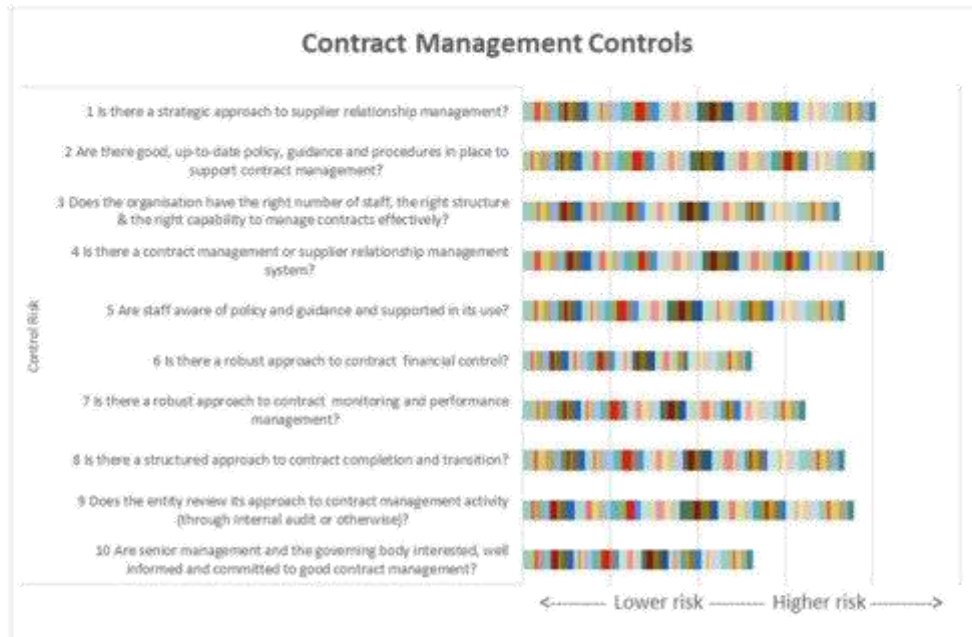 Contract Management Controls
1 Is there a strategic approach to supplier relationship management?
2 Are there good, up-to-date policy, guidance and procedures in place to
support contract management?
3 Does the organisation have the right number of staff, the right structure
& the right capability to manage contracts effectively?
4 Is there a contract management or supplier relationship management
system?
Control Risk
5 Are staff aware of policy and guidance and supported in its use?
6 Is there a robust approach to contract financial control?
7 Is there a robust approach to contract monitoring and performance
management?
8 Is there a structured approach to contract completion and transition?
9 Does the entity review its approach to contract management activity
(through internal audit or otherwise)?
10 Are senior management and the governing body interested, well
informed and committed to good contract management?
<---------- Lower risk ---------- Higher risk ---------->